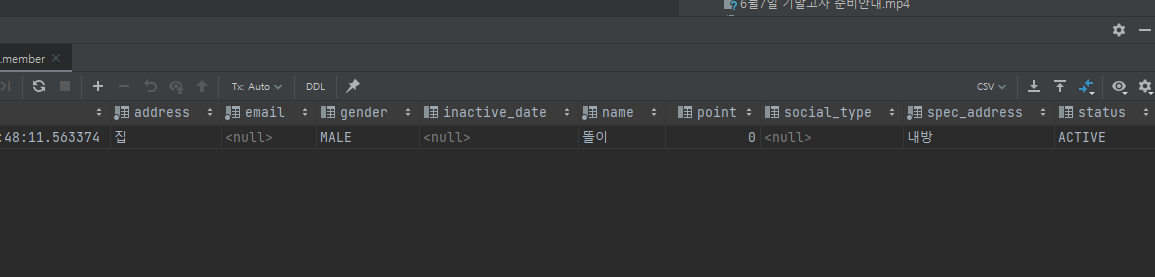 6월7일 기말고사 준비안내.mp4
.member
Tx: Auto DDL CSV
address email gender inactive_date name point social_type spec_address status
:48:11.563374 집 <null> MALE <null> 똘이 0 <null> 내방 ACTIVE